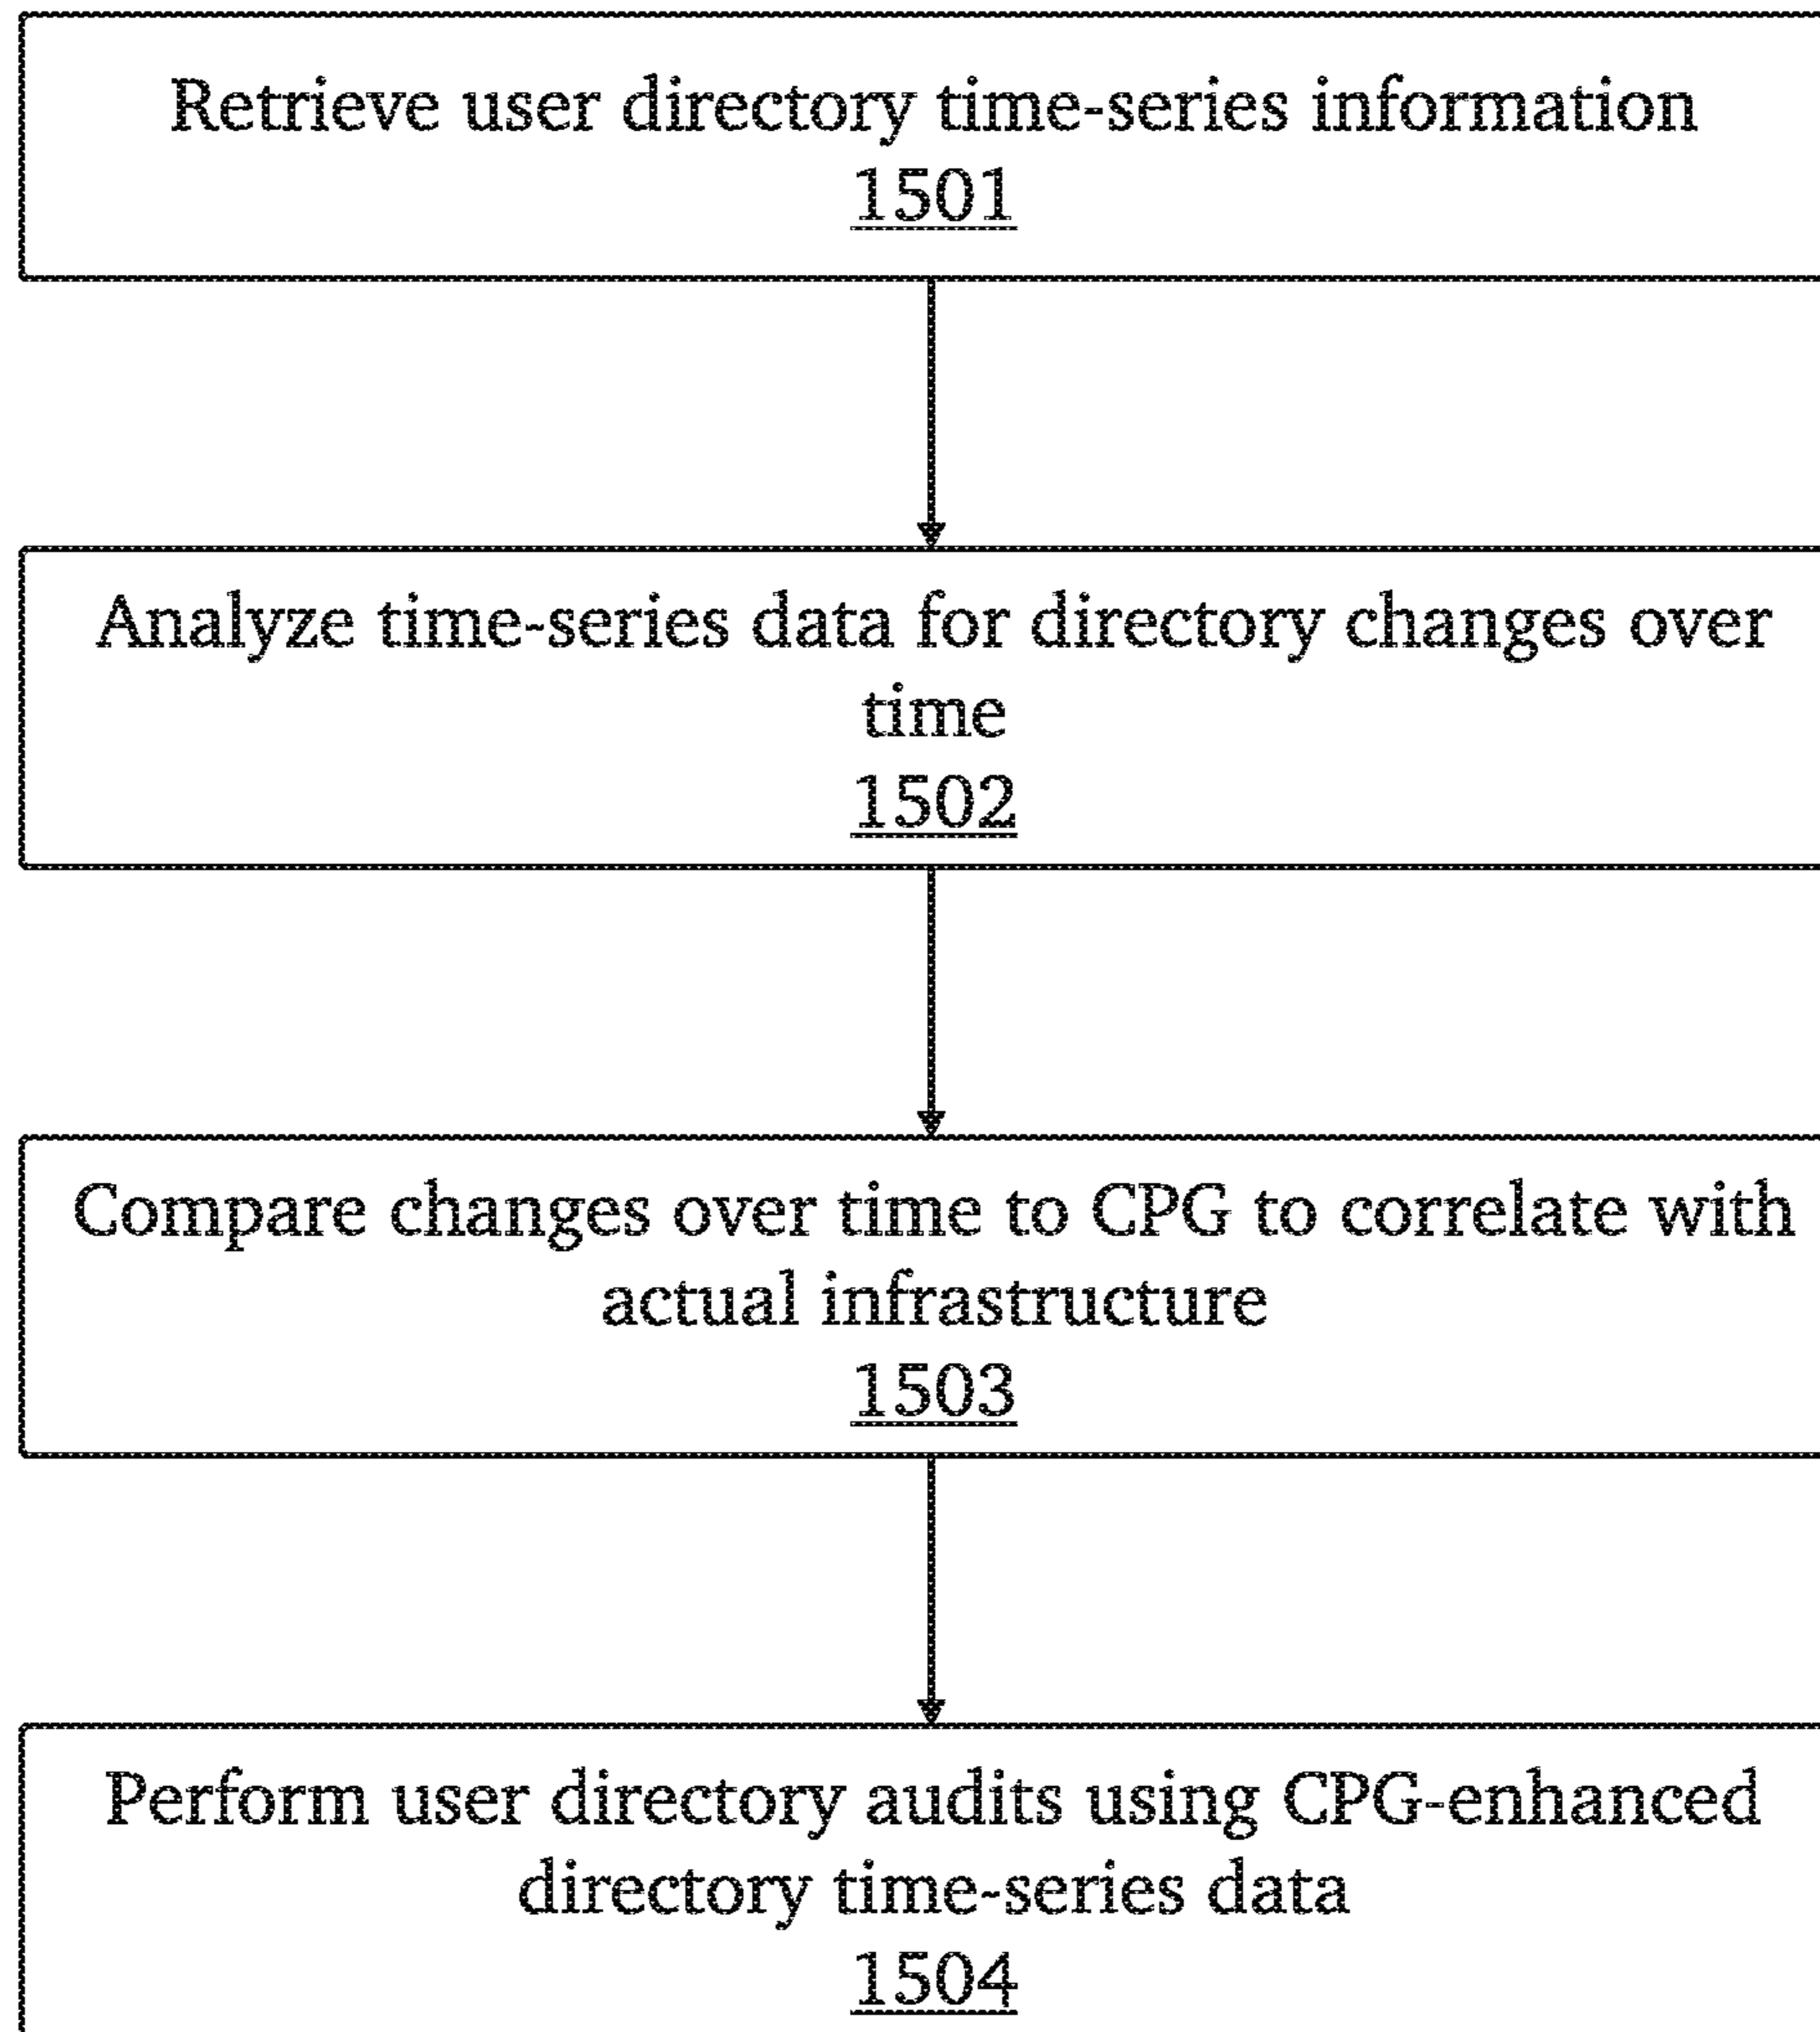 Retrieve user directory time-series information
1501
Analyze time-series data for directory changes over
time
1502
Compare changes over time to CPG to correlate with
actual infrastructure
1503
Perform user directory audits using CPG-enhanced
directory time-series data
1504